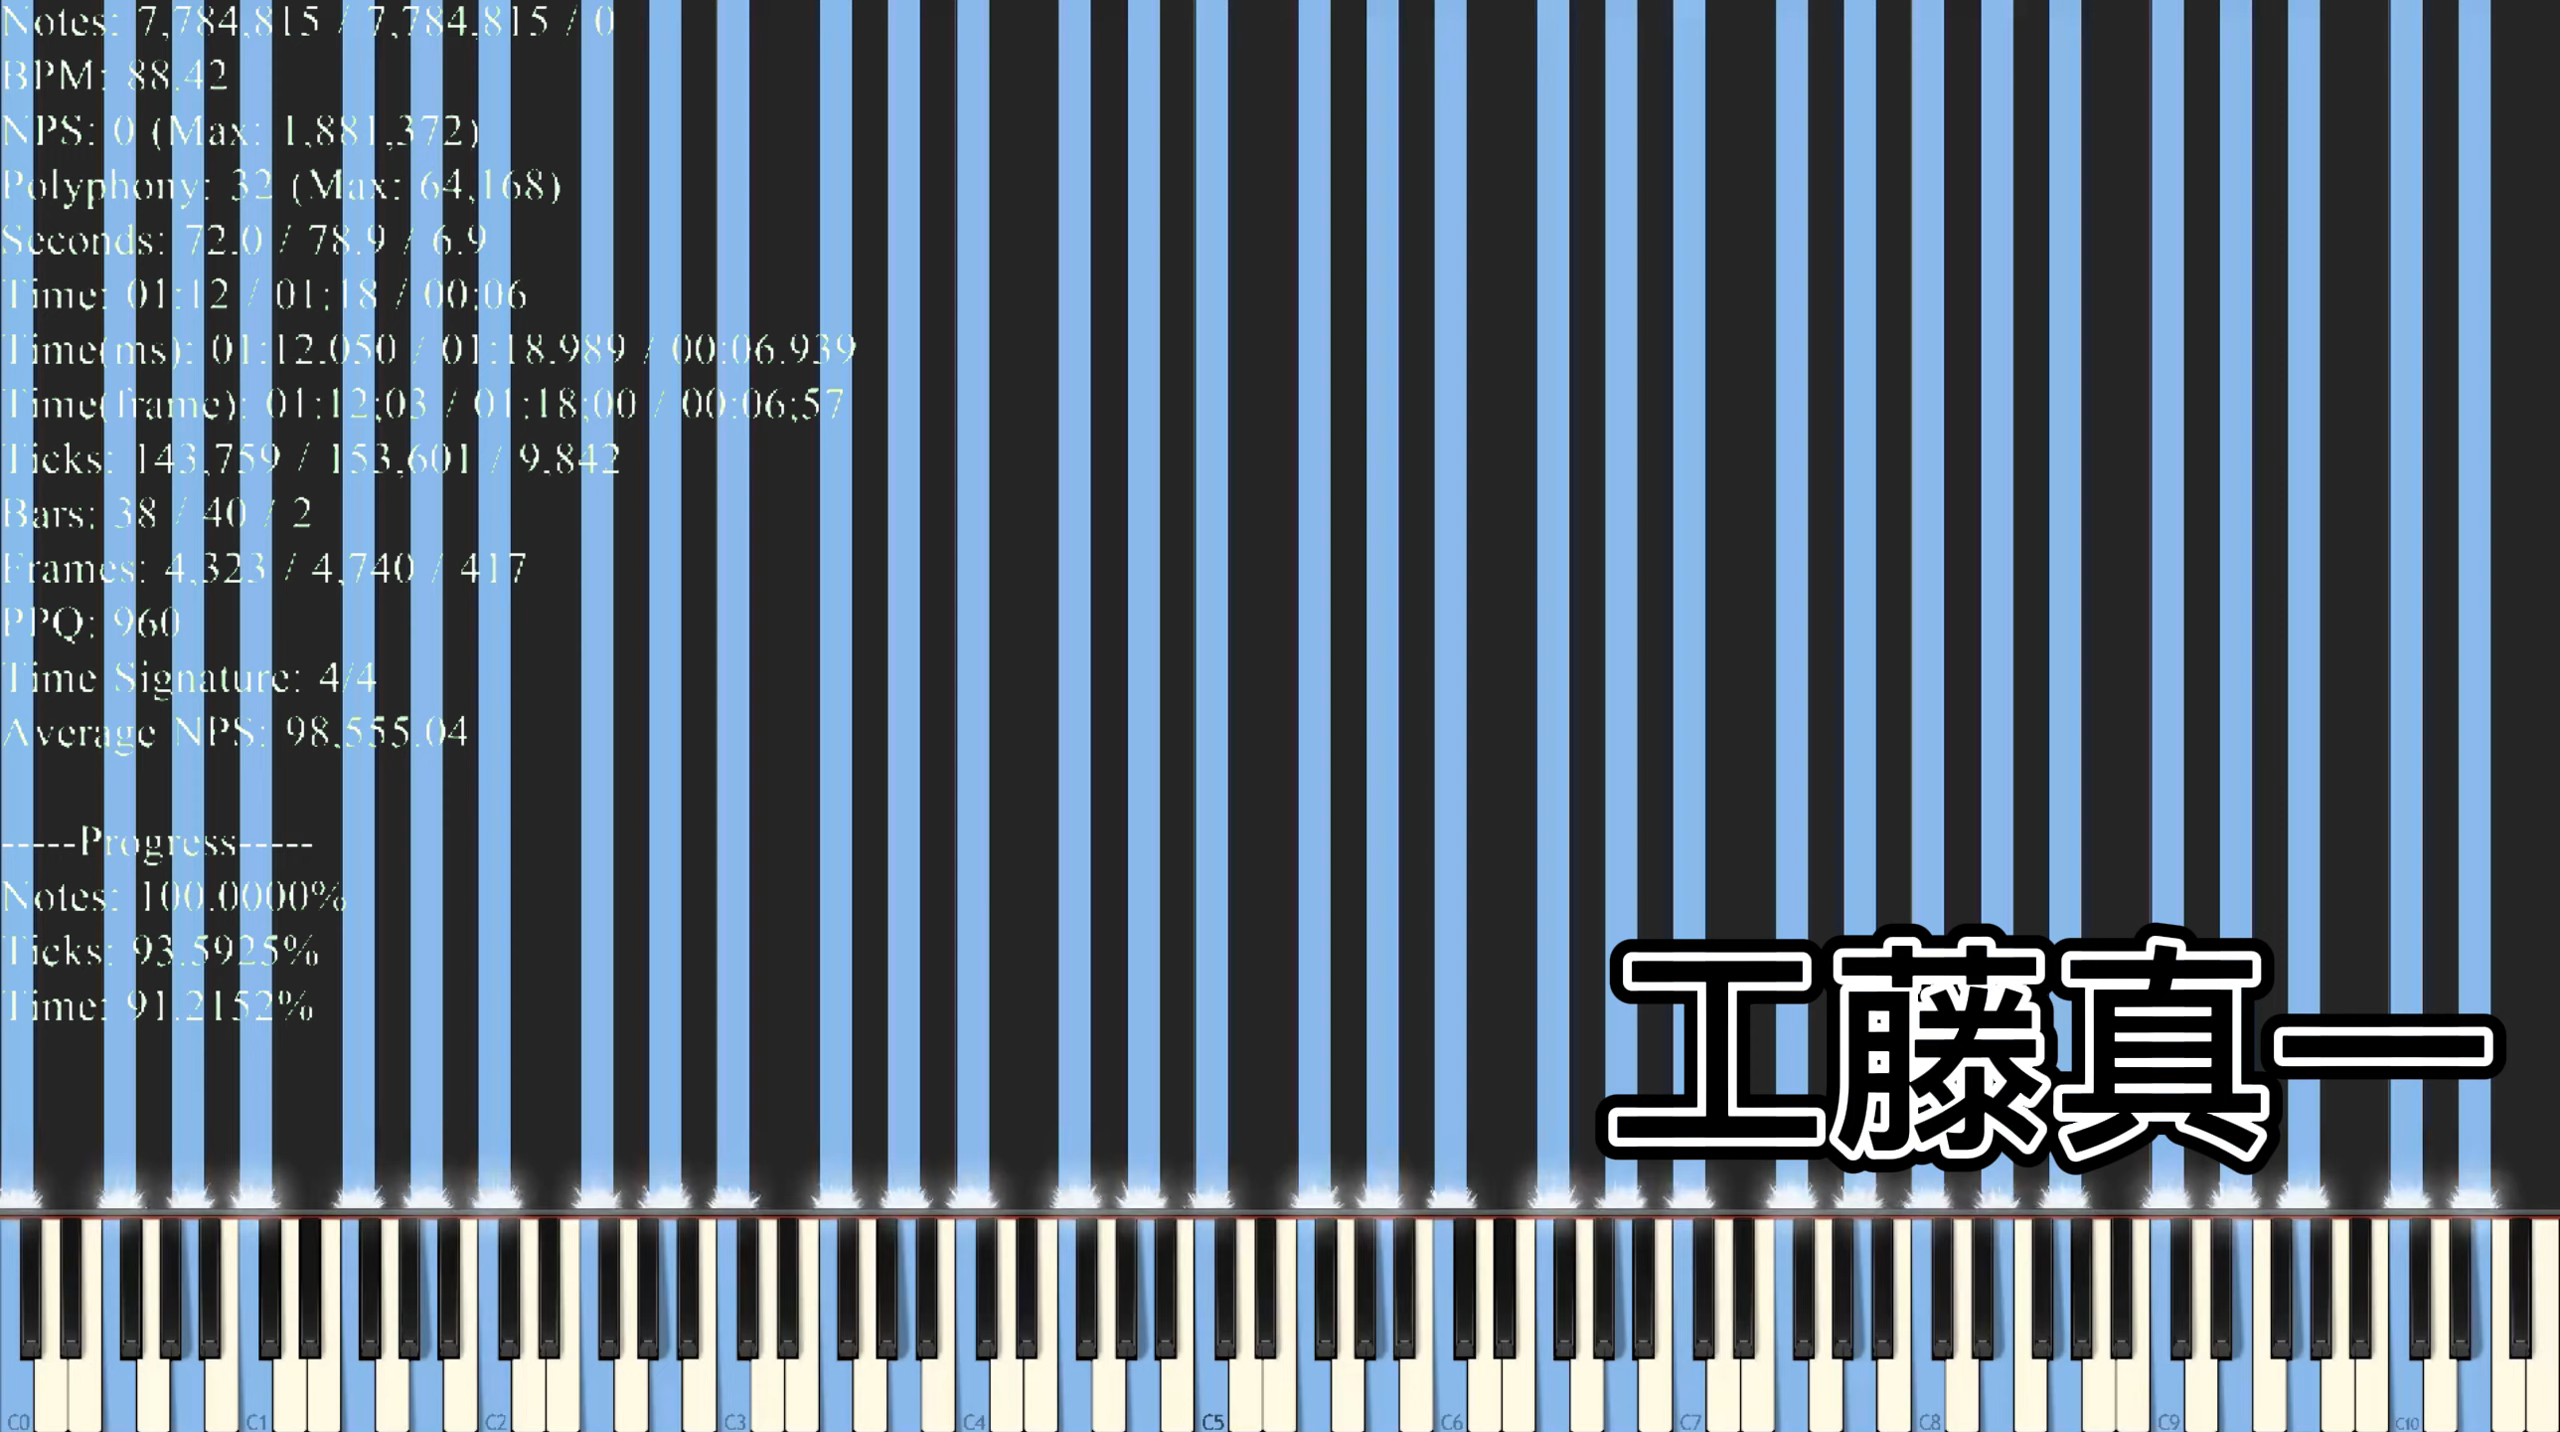 Notes: 7,784,815 / 7,784,815 / 0
BPM: 88.42
NPS: 0 (Max: 1,881,372)
Polyphony: 32 (Max: 64,168)
Seconds: 72.0 / 78.9 / 6.9
Time: 01:12 / 01:18 / 00:06
Time(ms): 01:12.050 / 01:18.989 / 00:06.939
Time(frame): 01:12;03 / 01:18;00 / 00:06;57
Ticks: 143,759 / 153,601 / 9,842
Bars: 38 / 40 / 2
Frames: 4,323 / 4,740 / 417
PPQ: 960
Time Signature: 4/4
Average NPS: 98,555.04
-----Progress-----
Notes: 100.0000%
Ticks: 93.5925%
Time: 91.2152%
工藤真一
C0 C1 C2 C3 C4 C5 C6 C7 C8 C9 C10